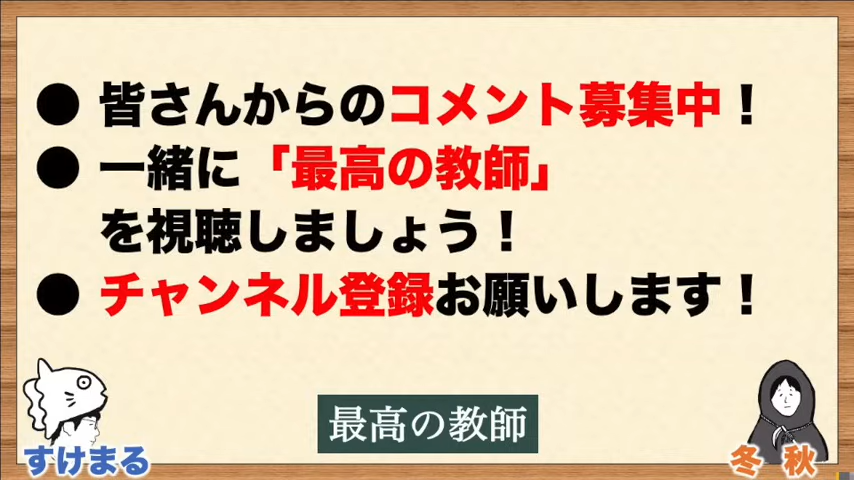 ● 皆さんからのコメント募集中！
● 一緒に「最高の教師」
を視聴しましょう！
● チャンネル登録お願いします！
最高の教師
すけまる
冬 秋